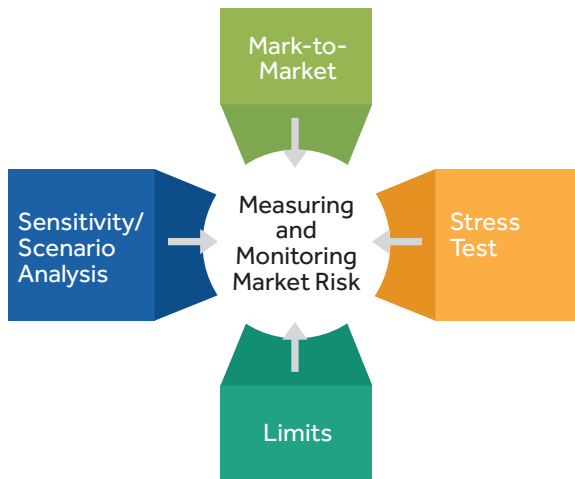 Mark-to-
Market
Sensitivity/
Scenario
Analysis
Measuring
and
Monitoring
Market Risk
Stress
Test
Limits